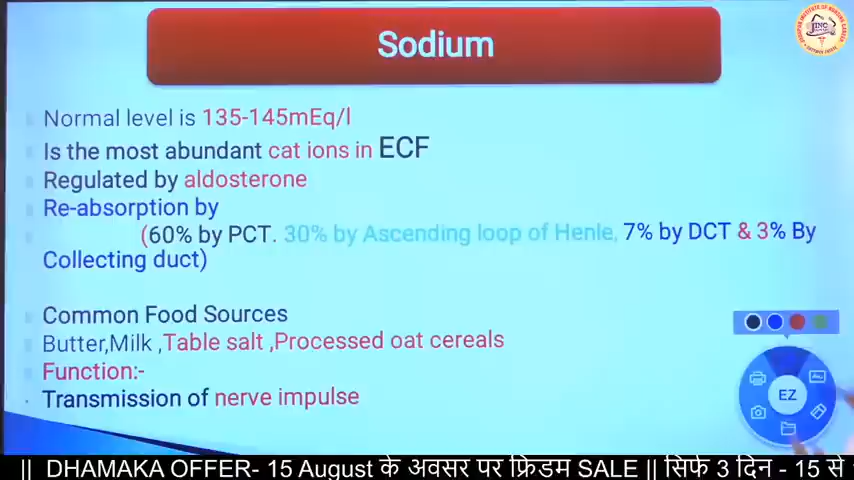 Sodium
JINC
Normal level is 135-145mEq/l
Is the most abundant cat ions in ECF
Regulated by aldosterone
Re-absorption by
(60% by PCT. 30% by Ascending loop of Henle, 7% by DCT & 3% By
Collecting duct)
Common Food Sources
Butter,Milk ,Table salt ,Processed oat cereals
Function:-
EZ
Transmission of nerve impulse
|| DHAMAKA OFFER- 15 August के अवसर पर फ्रिडम SALE || सिर्फ 3 दिन - 15 से